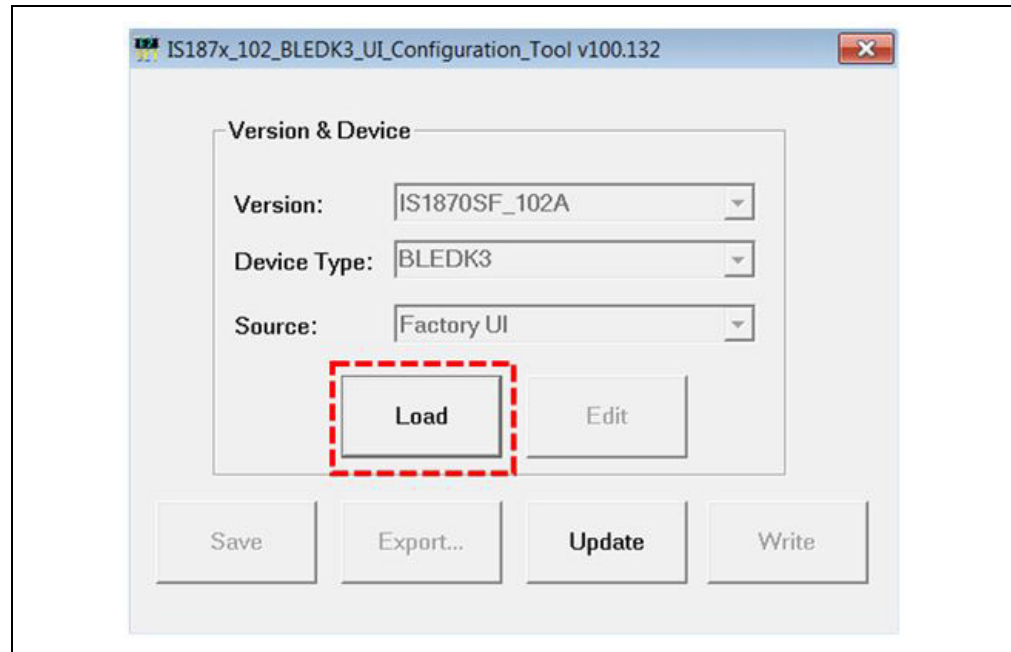 IS187x_102_BLEDK3_UI_Configuration_Tool v100.132
Version & Device
Version: IS1870SF_102A
Device Type: BLEDK3
Source: Factory UI
Load Edit
Save Export... Update Write